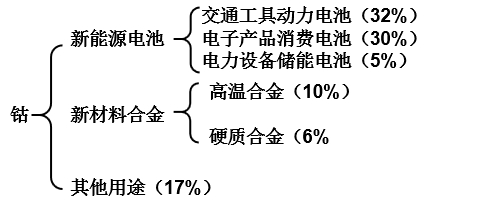 交通工具动力电池（32%）
新能源电池
电子产品消费电池（30%）
电力设备储能电池（5%）
高温合金（10%）
钴
新材料合金
硬质合金（6%
其他用途（17%）